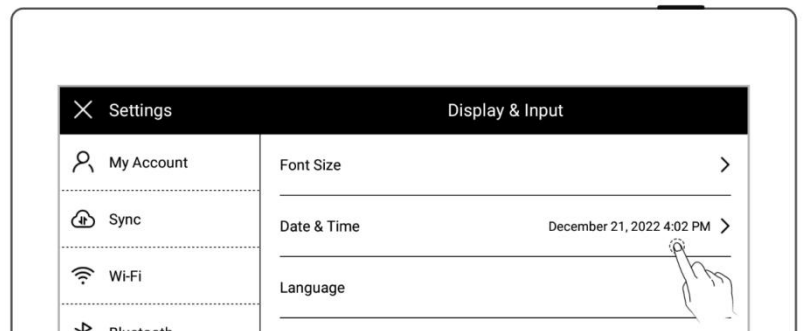 Settings
Display & Input
My Account
Font Size
Sync
Date & Time
December 21, 2022 4:02 PM
Wi-Fi
Language
Bluetooth